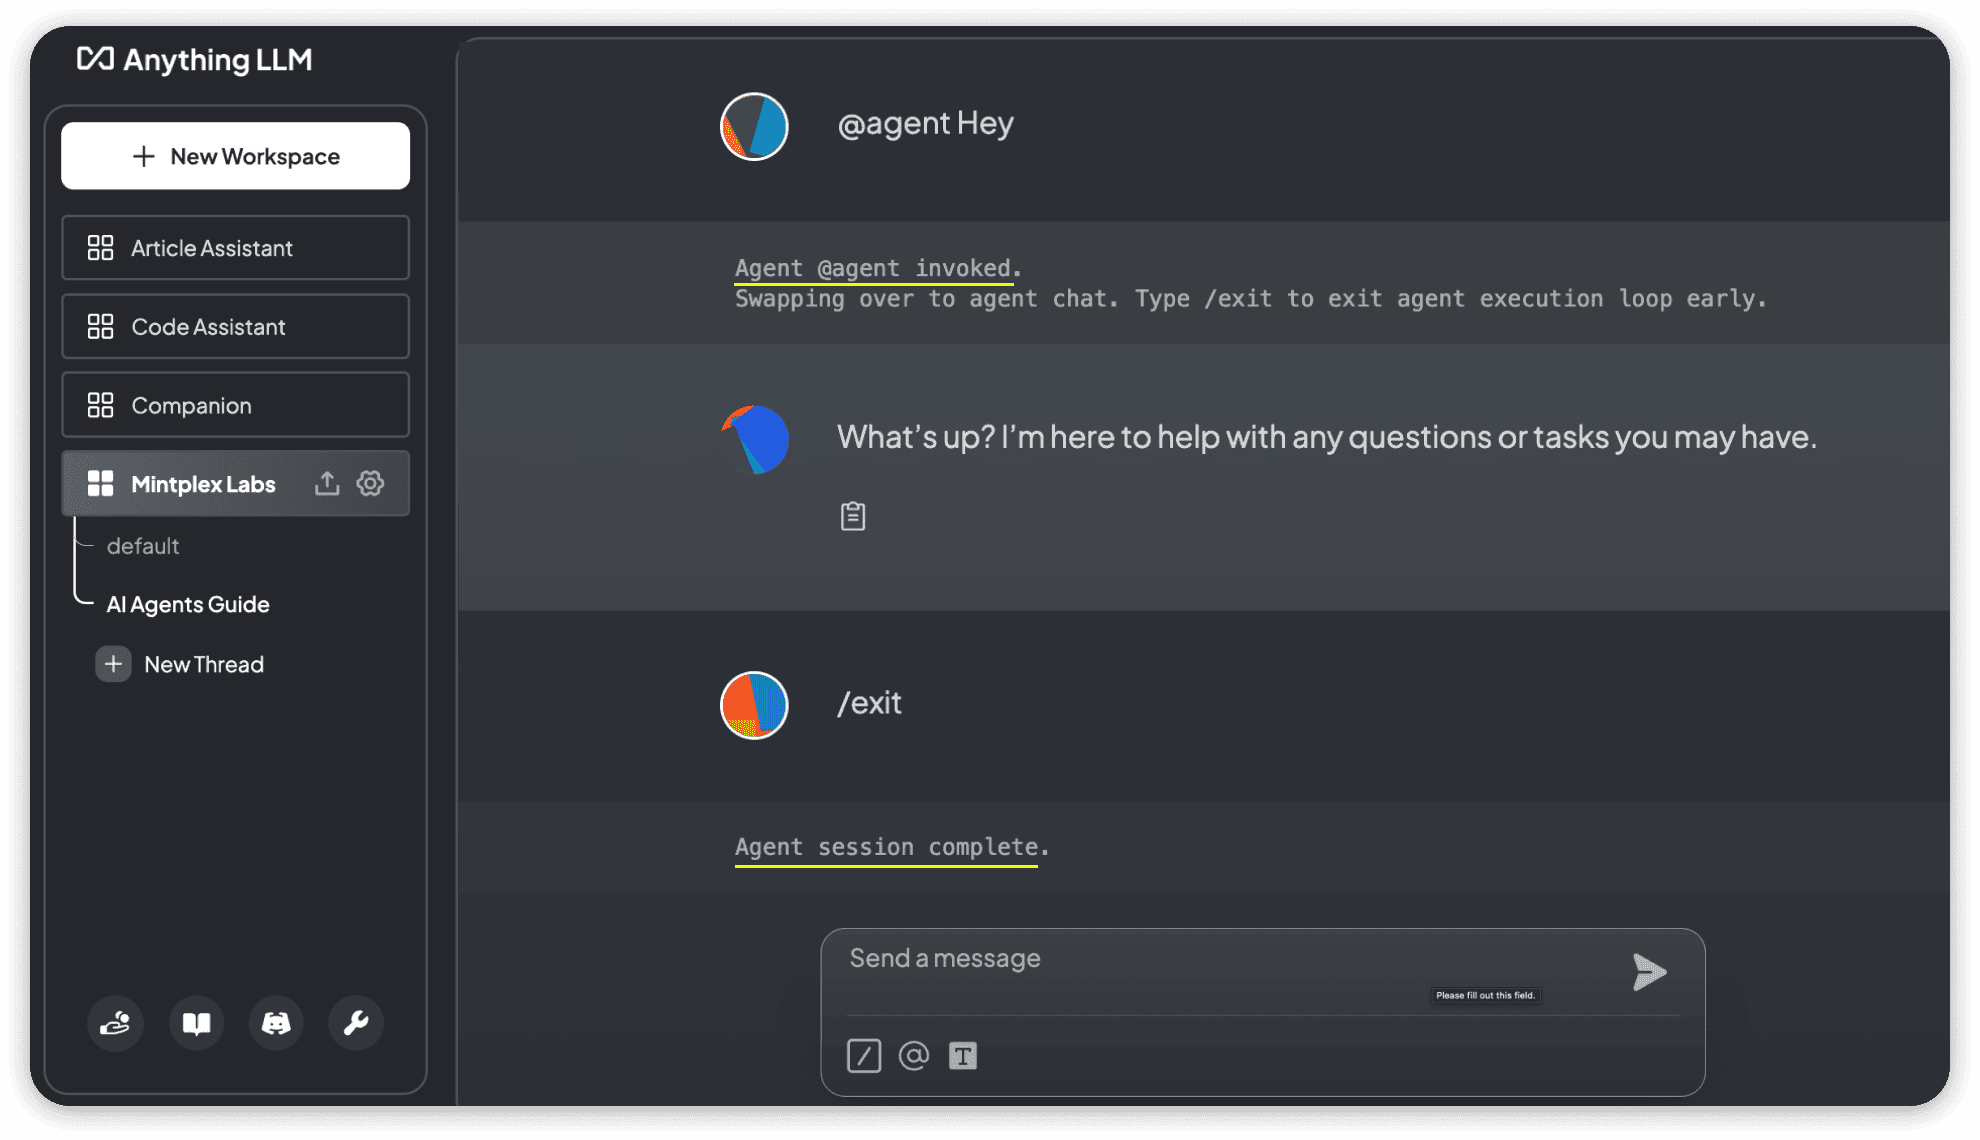 Anything LLM
New Workspace
Article Assistant
Code Assistant
Companion
Mintplex Labs
default
AI Agents Guide
New Thread
@agent Hey
Agent @agent invoked.
Swapping over to agent chat. Type /exit to exit agent execution loop early.
What's up? I'm here to help with any questions or tasks you may have.
/exit
Agent session complete.
Send a message
Please fill out this field.